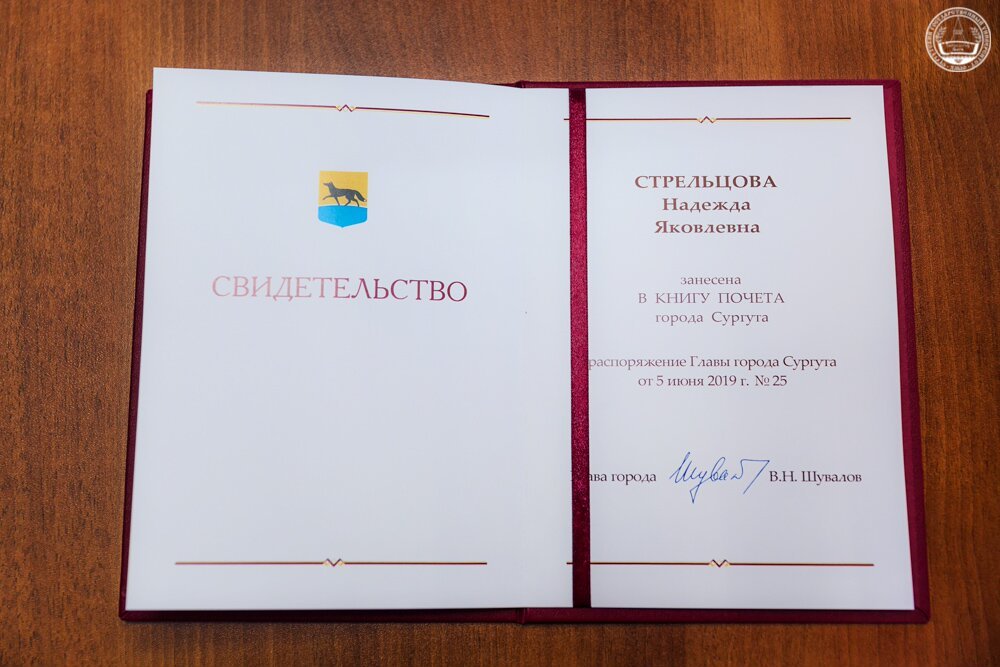 СВИДЕТЕЛЬСТВО
СТРЕЛЬЦОВА
Надежда
Яковлевна
занесена
В КНИГУ ПОЧЕТА
города Сургута
распоряжение Главы города Сургута
от 5 июня 2019 г. № 25
города В.Н. Шувалов